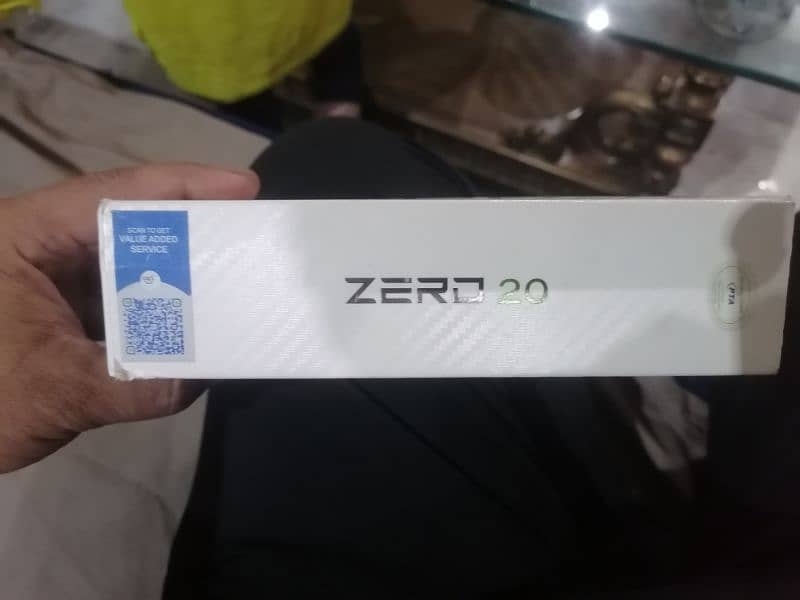 SCAN TO GET
VALUE ADDED
SERVICE
ZERO 20
PTA